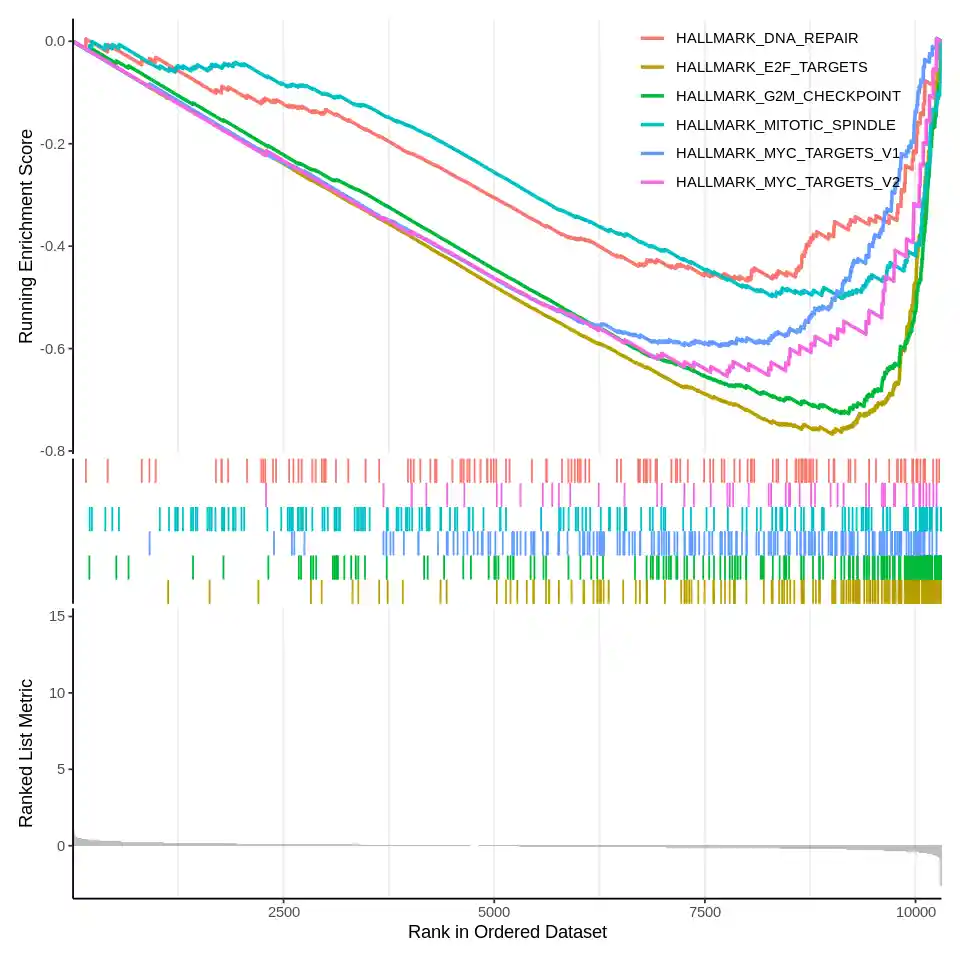 Running Enrichment Score
0.0
-0.2
-0.4
-0.6
-0.8
HALLMARK_DNA_REPAIR
HALLMARK_E2F_TARGETS
HALLMARK_G2M_CHECKPOINT
HALLMARK_MITOTIC_SPINDLE
HALLMARK_MYC_TARGETS_V1
HALLMARK_MYC_TARGETS_V2
Ranked List Metric
15
10
5
0
2500
5000
7500
10000
Rank in Ordered Dataset